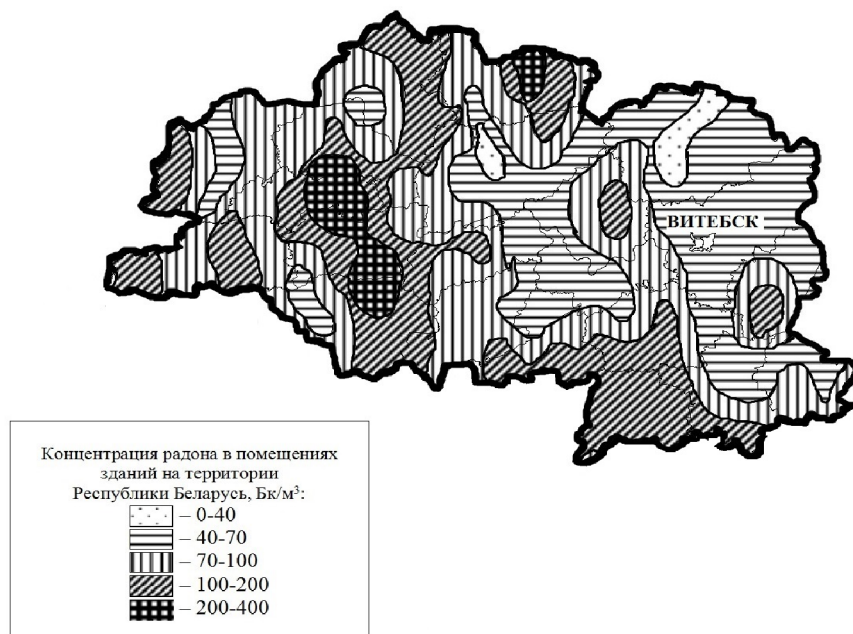 ВИТЕБСК
Концентрация радона в помещениях
зданий на территории
Республики Беларусь, Бк/м³:
– 0-40
– 40-70
– 70-100
– 100-200
– 200-400